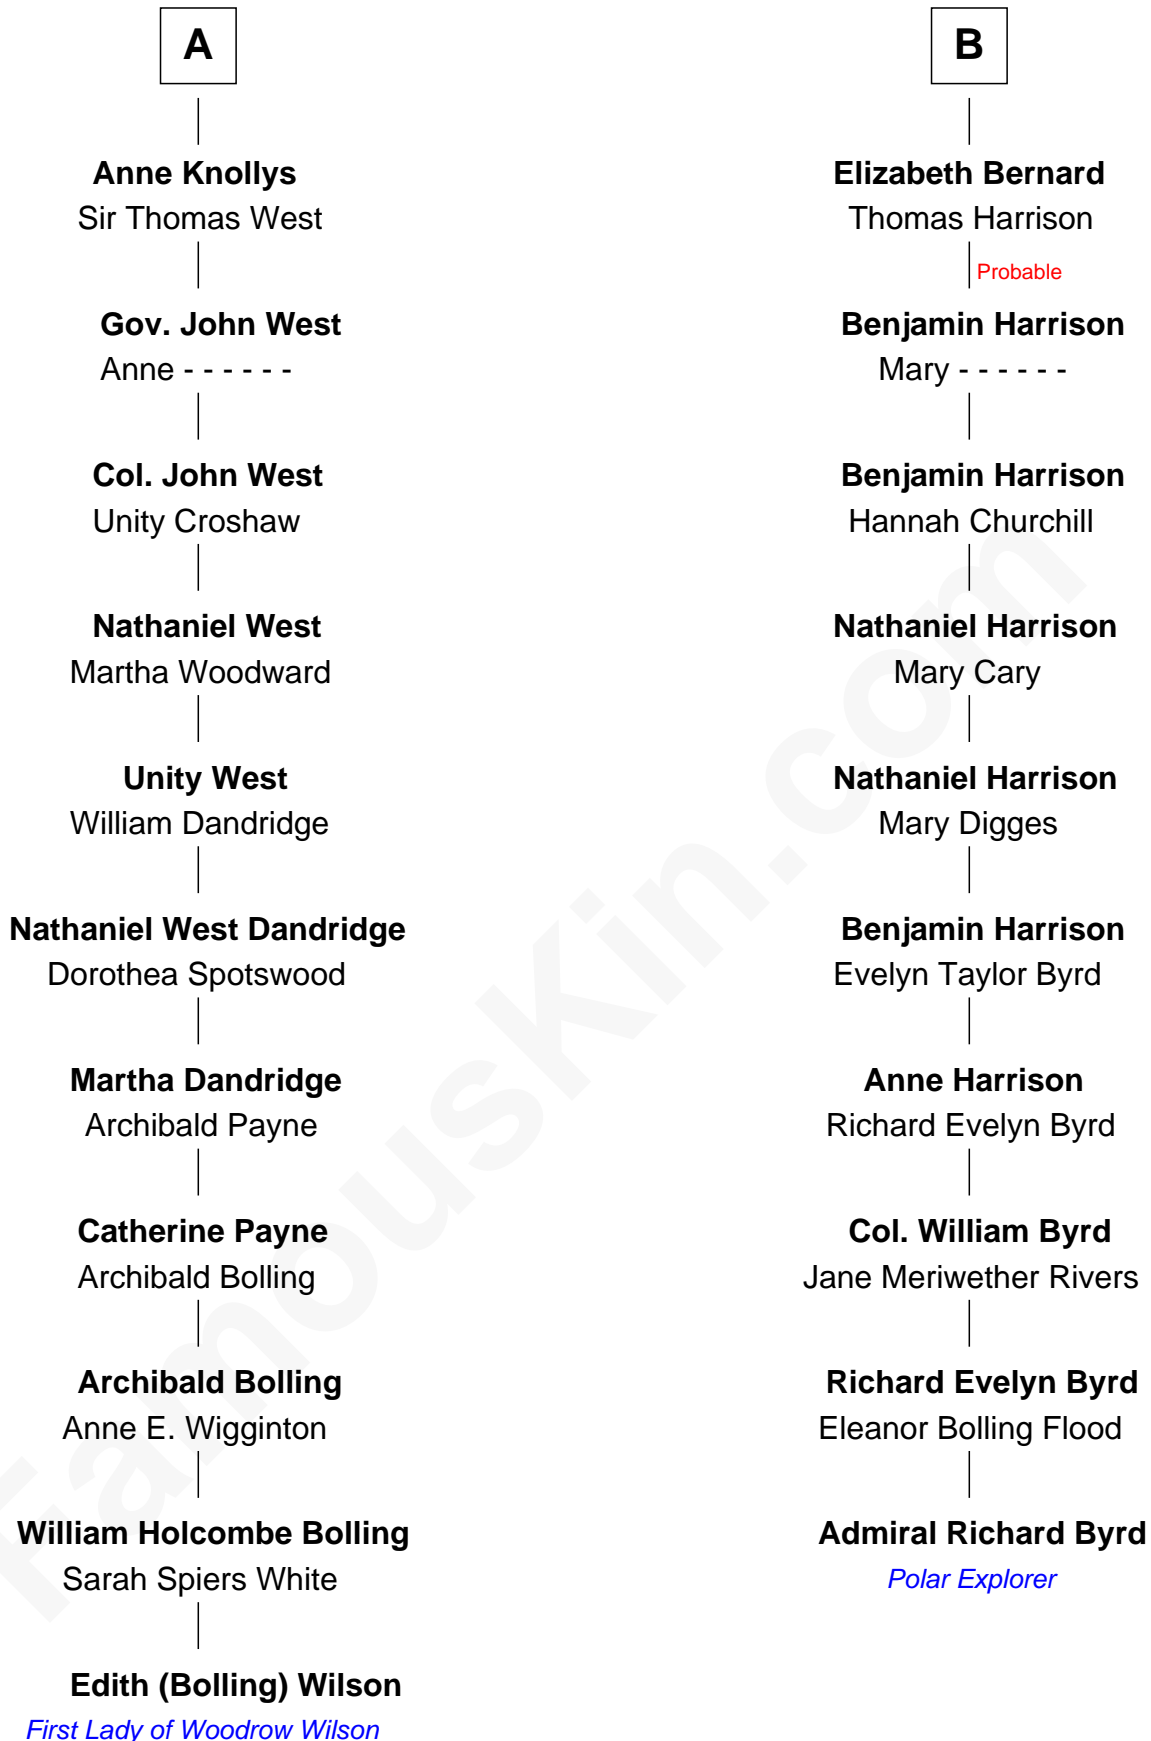 A
Anne Knollys
Sir Thomas West
Gov. John West
Anne - - - - - -
Col. John West
Unity Croshaw
Nathaniel West
Martha Woodward
Unity West
William Dandridge
Nathaniel West Dandridge
Dorothea Spotswood
Martha Dandridge
Archibald Payne
Catherine Payne
Archibald Bolling
Archibald Bolling
Anne E. Wigginton
William Holcombe Bolling
Sarah Spiers White
Edith (Bolling) Wilson
First Lady of Woodrow Wilson
B
Elizabeth Bernard
Thomas Harrison
Probable
Benjamin Harrison
Mary - - - - - -
Benjamin Harrison
Hannah Churchill
Nathaniel Harrison
Mary Cary
Nathaniel Harrison
Mary Digges
Benjamin Harrison
Evelyn Taylor Byrd
Anne Harrison
Richard Evelyn Byrd
Col. William Byrd
Jane Meriwether Rivers
Richard Evelyn Byrd
Eleanor Bolling Flood
Admiral Richard Byrd
Polar Explorer
FamousKin.com